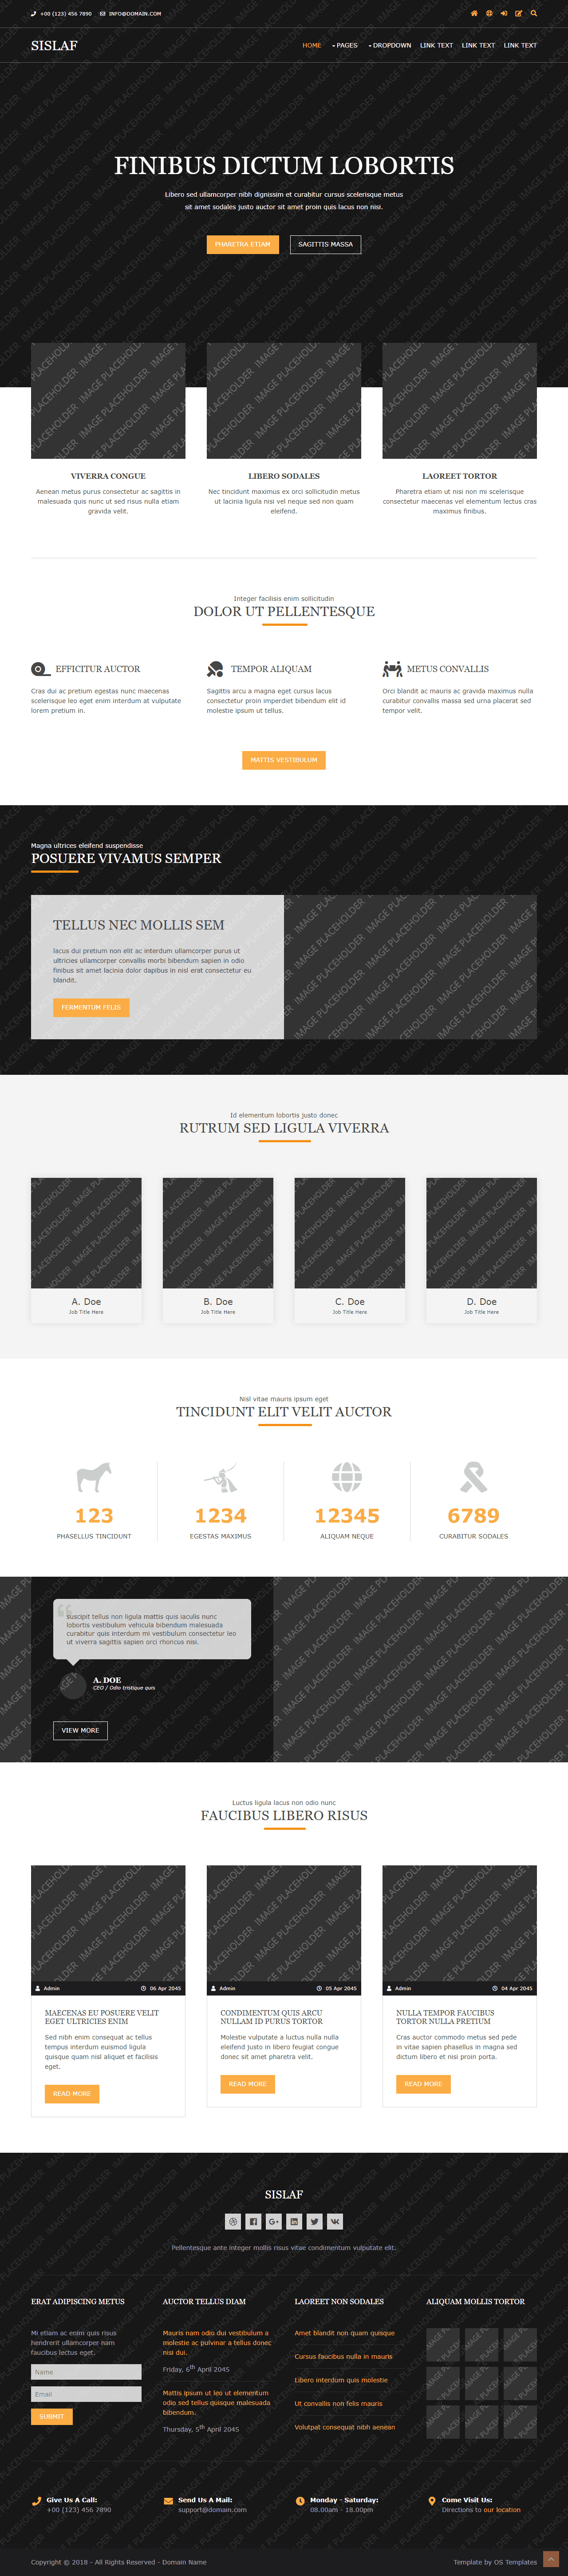 +00 (123) 456 7890 INFO@DOMAIN.COM
SISLAF
HOME PAGES DROPDOWN LINK TEXT LINK TEXT LINK TEXT
FINIBUS DICTUM LOBORTIS
Libero sed ullamcorper nibh dignissim et curabitur cursus scelerisque metus
sit amet sodales justo auctor sit amet proin quis lacus non nisi.
PHARETRA ETIAM SAGITTIS MASSA
IMAGE PLACEHOLDER
VIVERRA CONGUE
Aenean metus purus consectetur ac sagittis in
malesuada quis nunc ut sed risus nulla etiam
gravida velit.
LIBERO SODALES
Nec tincidunt maximus ex orci sollicitudin metus
ut lacinia ligula nisi vel neque sed non quam
eleifend.
LAOREET TORTOR
Pharetra etiam ut nisi non mi scelerisque
consectetur maecenas vel elementum lectus cras
maximus finibus.
Integer facilisis enim sollicitudin
DOLOR UT PELLENTESQUE
EFFICITUR AUCTOR
Cras dui ac pretium egestas nunc maecenas
scelerisque leo eget enim interdum at vulputate
lorem pretium in.
TEMPOR ALIQUAM
Sagittis arcu a magna eget cursus lacus
consectetur proin imperdiet bibendum elit id
molestie ipsum ut tellus.
METUS CONVALLIS
Orci blandit ac mauris ac gravida maximus nulla
curabitur convallis massa sed urna placerat sed
tempor velit.
MATTIS VESTIBULUM
Magna ultrices eleifend suspendisse
POSUERE VIVAMUS SEMPER
TELLUS NEC MOLLIS SEM
lacus dui pretium non elit ac interdum ullamcorper purus ut
ultricies ullamcorper convallis morbi bibendum sapien in odio
finibus sit amet lacinia dolor dapibus in nisl erat consectetur eu
blandit.
FERMENTUM FELIS
IMAGE PLACEHOLDER
Id elementum lobortis justo donec
RUTRUM SED LIGULA VIVERRA
IMAGE PLACEHOLDER
A. Doe
Job Title Here
B. Doe
Job Title Here
C. Doe
Job Title Here
D. Doe
Job Title Here
Nisl vitae mauris ipsum eget
TINCIDUNT ELIT VELIT AUCTOR
123
PHASELLUS TINCIDUNT
1234
EGESTAS MAXIMUS
12345
ALIQUAM NEQUE
6789
CURABITUR SODALES
suscipit tellus non ligula mattis quis iaculis nunc
lobortis vestibulum vehicula bibendum malesuada
curabitur quis interdum mi vestibulum consectetur leo
ut viverra sagittis sapien orci rhoncus nisi.
A. DOE
CEO / Odio tristique quis
VIEW MORE
IMAGE PLACEHOLDER
Luctus ligula lacus non odio nunc
FAUCIBUS LIBERO RISUS
IMAGE PLACEHOLDER
Admin 06 Apr 2045
MAECENAS EU POSUERE VELIT
EGET ULTRICIES ENIM
Sed nibh enim consequat ac tellus
tempus interdum euismod ligula
quisque quam nisl aliquet et facilisis
eget.
READ MORE
Admin 05 Apr 2045
CONDIMENTUM QUIS ARCU
NULLAM ID PURUS TORTOR
Molestie vulputate a luctus nulla nulla
eleifend justo in libero feugiat congue
donec sit amet pharetra velit.
READ MORE
Admin 04 Apr 2045
NULLA TEMPOR FAUCIBUS
TORTOR NULLA PRETIUM
Cras auctor commodo metus sed pede
in vitae sapien phasellus in magna sed
dictum libero et nisi proin porta.
READ MORE
SISLAF
Pellentesque ante integer mollis risus vitae condimentum vulputate elit.
ERAT ADIPISCING METUS
Mi etiam ac enim quis risus
hendrerit ullamcorper nam
faucibus lectus eget.
Name
Email
SUBMIT
AUCTOR TELLUS DIAM
Mauris nam odio dui vestibulum a
molestie ac pulvinar a tellus donec
nisi dui.
Friday, 6th April 2045
Mattis ipsum ut leo ut elementum
odio sed tellus quisque malesuada
bibendum.
Thursday, 5th April 2045
LAOREET NON SODALES
Amet blandit non quam quisque
Cursus faucibus nulla in mauris
Libero interdum quis molestie
Ut convallis non felis mauris
Volutpat consequat nibh aenean
ALIQUAM MOLLIS TORTOR
Give Us A Call:
+00 (123) 456 7890
Send Us A Mail:
support@domain.com
Monday - Saturday:
08.00am - 18.00pm
Come Visit Us:
Directions to our location
Copyright © 2018 - All Rights Reserved - Domain Name
Template by OS Templates